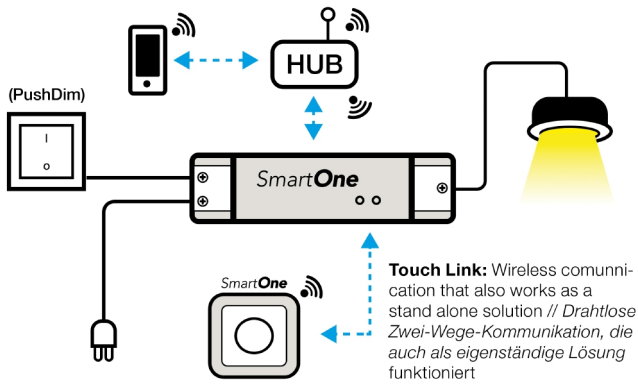 HUB
(PushDim)
I
o
SmartOne
SmartOne
Touch Link: Wireless comunni-
cation that also works as a
stand alone solution // Drahtlose
Zwei-Wege-Kommunikation, die
auch als eigenständige Lösung
funktioniert